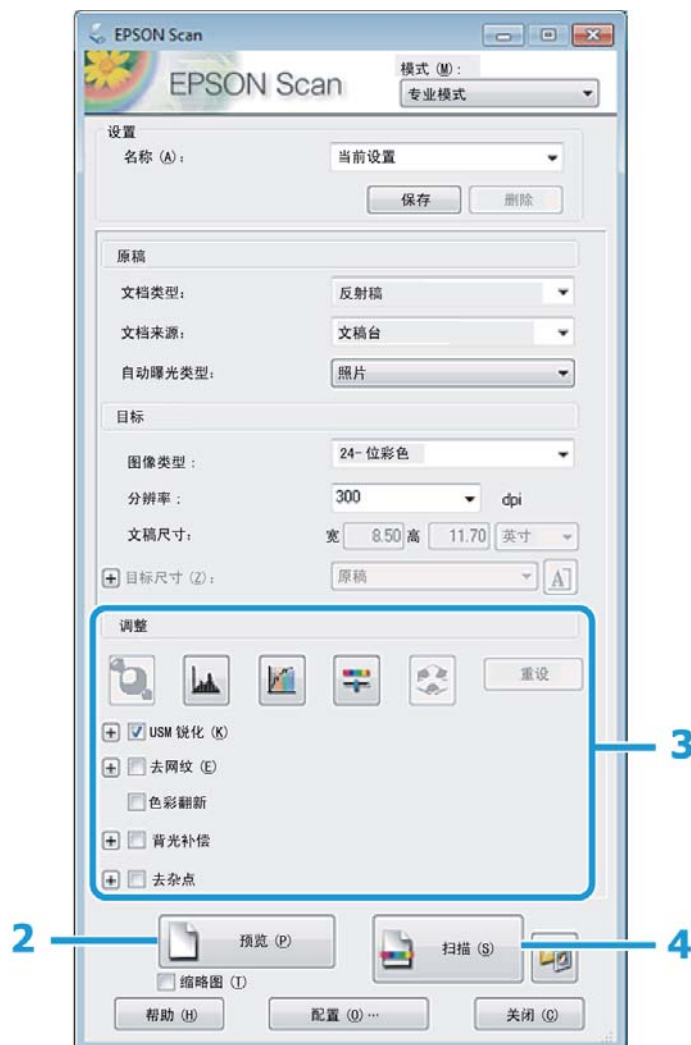 EPSON Scan
EPSON Scan
模式 (M):
专业模式
设置
名称 (A):
当前设置
保存 删除
原稿
文档类型:
反射稿
文档来源:
文稿台
自动曝光类型:
照片
目标
图像类型:
24-位彩色
分辨率:
300 dpi
文稿尺寸:
宽 8.50 高 11.70 英寸
目标尺寸 (Z):
原稿
A
调整
重设
USM 锐化 (K)
去网纹 (E)
色彩翻新
背光补偿
去杂点
3
2
预览 (P)
扫描 (S)
4
缩略图 (T)
帮助 (H) 配置 (O)… 关闭 (C)